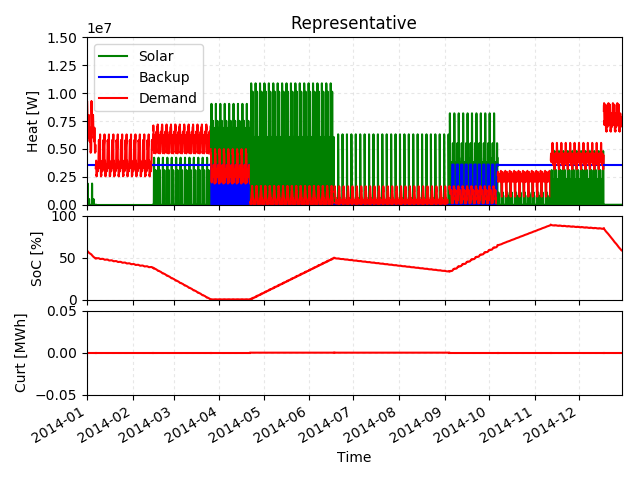 Representative
1e7
1.50
1.25
1.00
0.75
0.50
0.25
0.00
Heat [W]
Solar
Backup
Demand
100
50
0
SoC [%]
0.05
0.00
−0.05
Curt [MWh]
2014-01
2014-02
2014-03
2014-04
2014-05
2014-06
2014-07
2014-08
2014-09
2014-10
2014-11
2014-12
Time